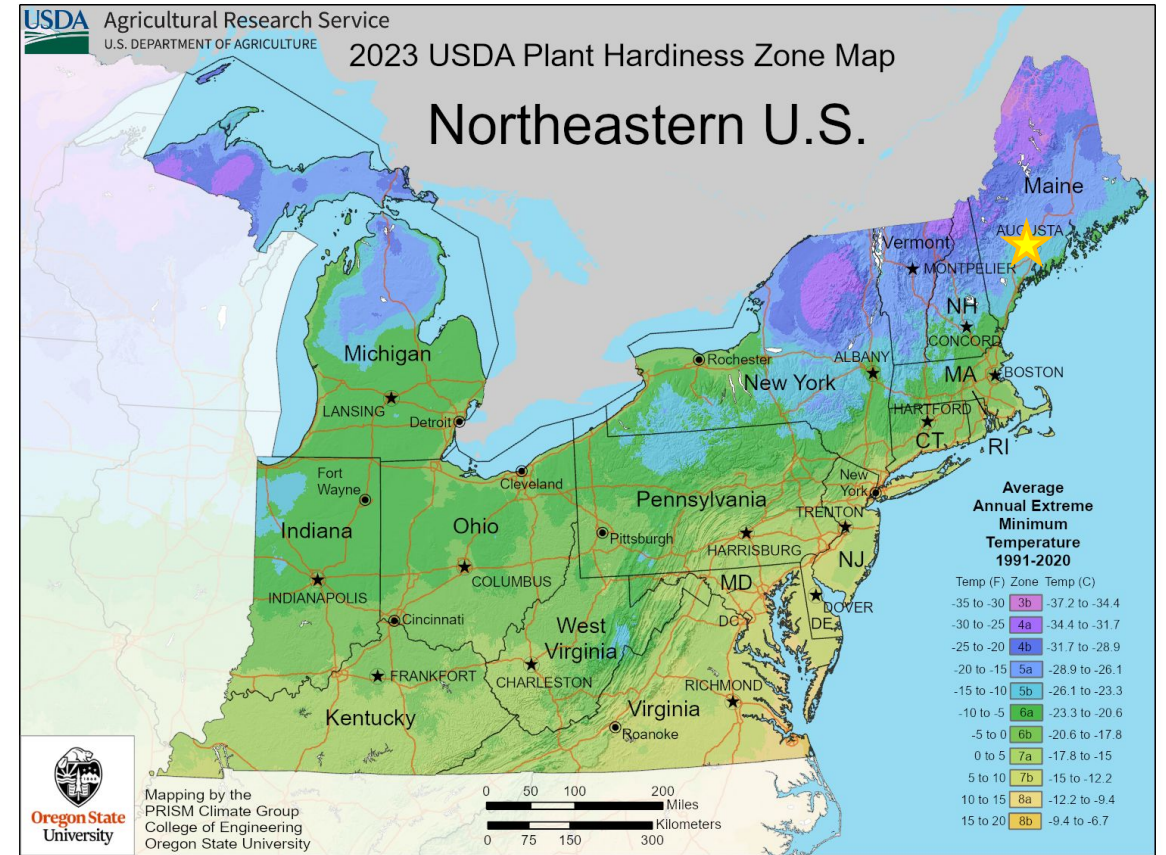 USDA
Agricultural Research Service
U.S. DEPARTMENT OF AGRICULTURE
2023 USDA Plant Hardiness Zone Map
Northeastern U.S.
Maine
AUGUSTA
Vermont
MONTPELIER
NH
CONCORD
Michigan
Rochester
ALBANY
New York
MA
BOSTON
LANSING
Detroit
HARTFORD
CT
RI
Fort
Wayne
Cleveland
New
York
Pennsylvania
TRENTON
Indiana
Ohio
Pittsburgh
HARRISBURG
NJ
COLUMBUS
MD
INDIANAPOLIS
DOVER
Cincinnati
DC
DE
West
Virginia
FRANKFORT
CHARLESTON
RICHMOND
Kentucky
Virginia
Roanoke
Average
Annual Extreme
Minimum
Temperature
1991-2020
Temp (F) Zone Temp (C)
-35 to -30 3b -37.2 to -34.4
-30 to -25 4a -34.4 to -31.7
-25 to -20 4b -31.7 to -28.9
-20 to -15 5a -28.9 to -26.1
-15 to -10 5b -26.1 to -23.3
-10 to -5 6a -23.3 to -20.6
-5 to 0 6b -20.6 to -17.8
0 to 5 7a -17.8 to -15
5 to 10 7b -15 to -12.2
10 to 15 8a -12.2 to -9.4
15 to 20 8b -9.4 to -6.7
Oregon State
University
Mapping by the
PRISM Climate Group
College of Engineering
Oregon State University
0 50 100 200
Miles
Kilometers
0 75 150 300